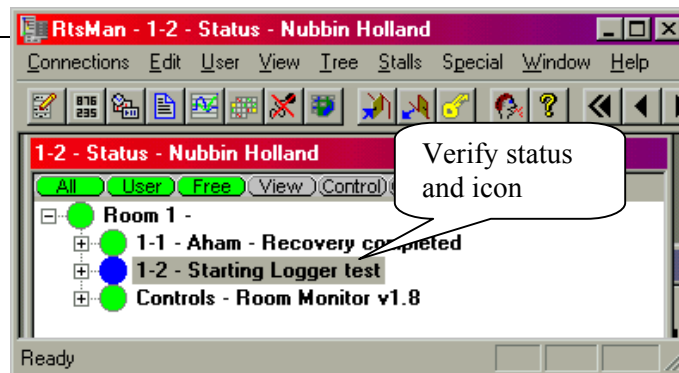 RtsMan - 1-2 - Status - Nubbin Holland
Connections Edit User View Tree Stalls Special Window Help
876
235
1-2 - Status - Nubbin Holland
All User Free View Control
Verify status
and icon
Room 1 -
1-1 - Aham - Recovery completed
1-2 - Starting Logger test
Controls - Room Monitor v1.8
Ready